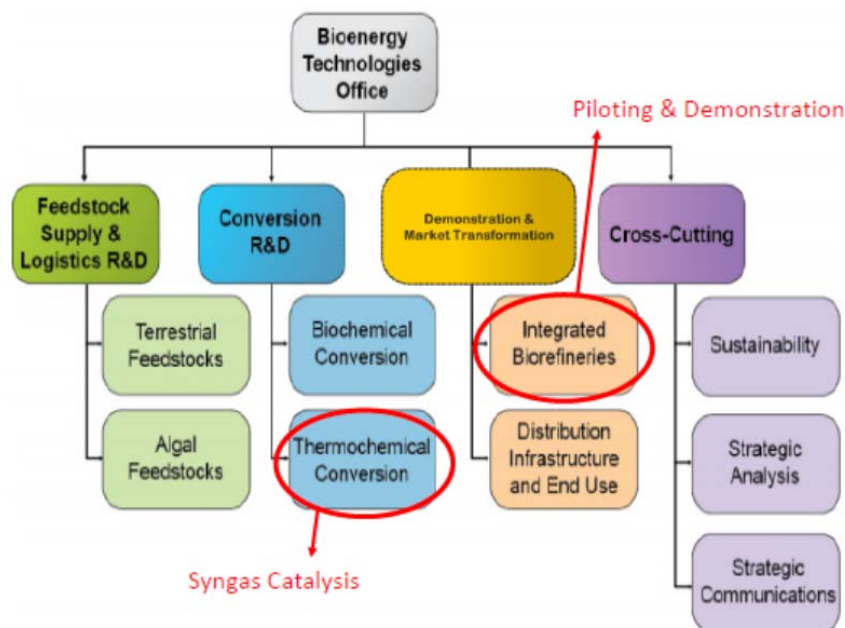 Bioenergy
Technologies
Office
Piloting & Demonstration
Feedstock
Supply &
Logistics R&D
Conversion
R&D
Demonstration &
Market Transformation
Cross-Cutting
Terrestrial
Feedstocks
Biochemical
Conversion
Integrated
Biorefineries
Sustainability
Algal
Feedstocks
Thermochemical
Conversion
Distribution
Infrastructure
and End Use
Strategic
Analysis
Syngas Catalysis
Strategic
Communications